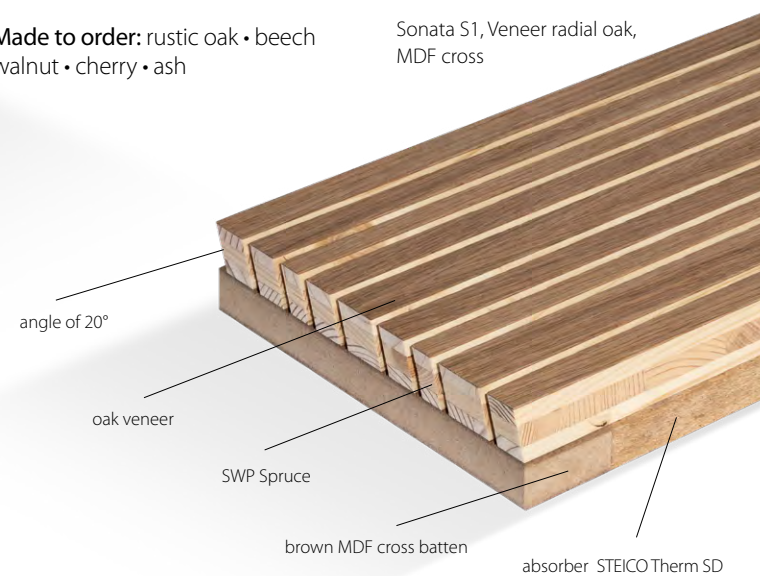 Made to order: rustic oak • beech
walnut • cherry • ash
Sonata S1, Veneer radial oak,
MDF cross
angle of 20°
oak veneer
SWP Spruce
brown MDF cross batten
absorber STEICO Therm SD